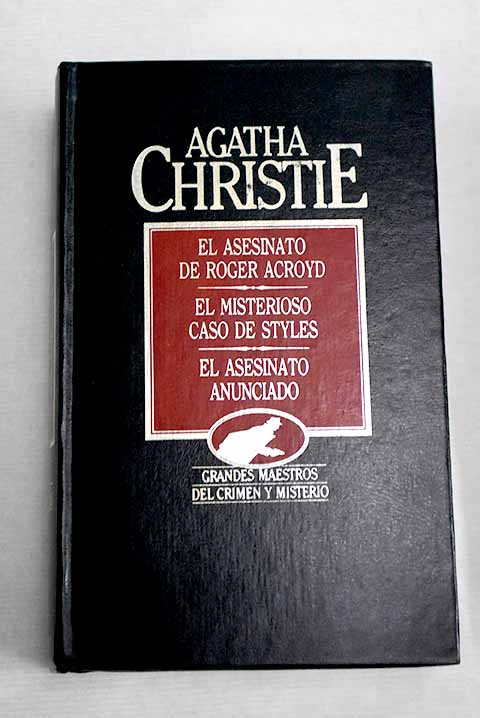 AGATHA
CHRISTIE
EL ASESINATO
DE ROGER ACROYD
EL MISTERIOSO
CASO DE STYLES
EL ASESINATO
ANUNCIADO
GRANDES MAESTROS
DEL CRIMEN Y MISTERIO